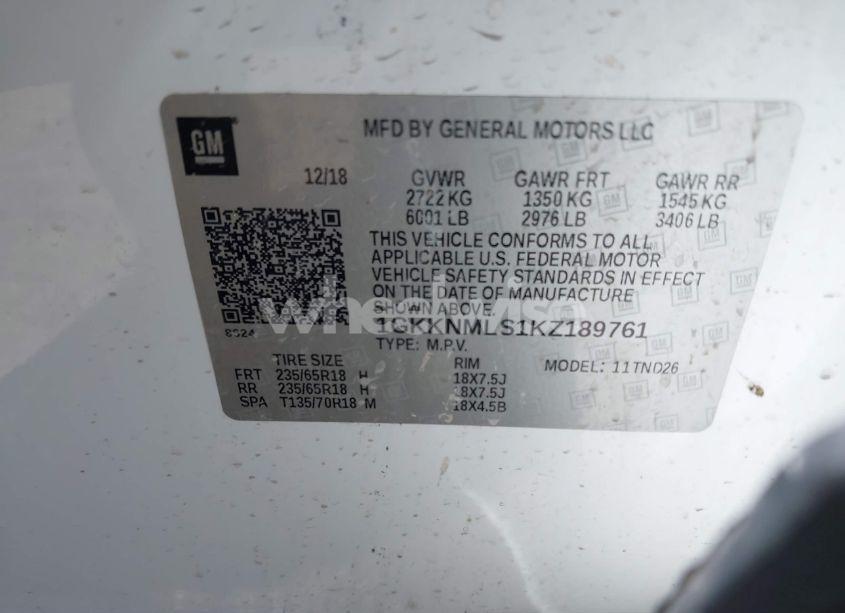 GM
MFD BY GENERAL MOTORS LLC
12/18 GVWR GAWR FRT GAWR RR
2722 KG 1350 KG 1545 KG
6001 LB 2976 LB 3406 LB
THIS VEHICLE CONFORMS TO ALL
APPLICABLE U.S. FEDERAL MOTOR
VEHICLE SAFETY STANDARDS IN EFFECT
ON THE DATE OF MANUFACTURE
1GKKNMLS1KZ189761
8624
TYPE: M.P.V.
TIRE SIZE RIM MODEL: 11TND26
FRT 235/65R18 H 18X7.5J
RR 235/65R18 H 18X7.5J
SPA T135/70R18 M 18X4.5B